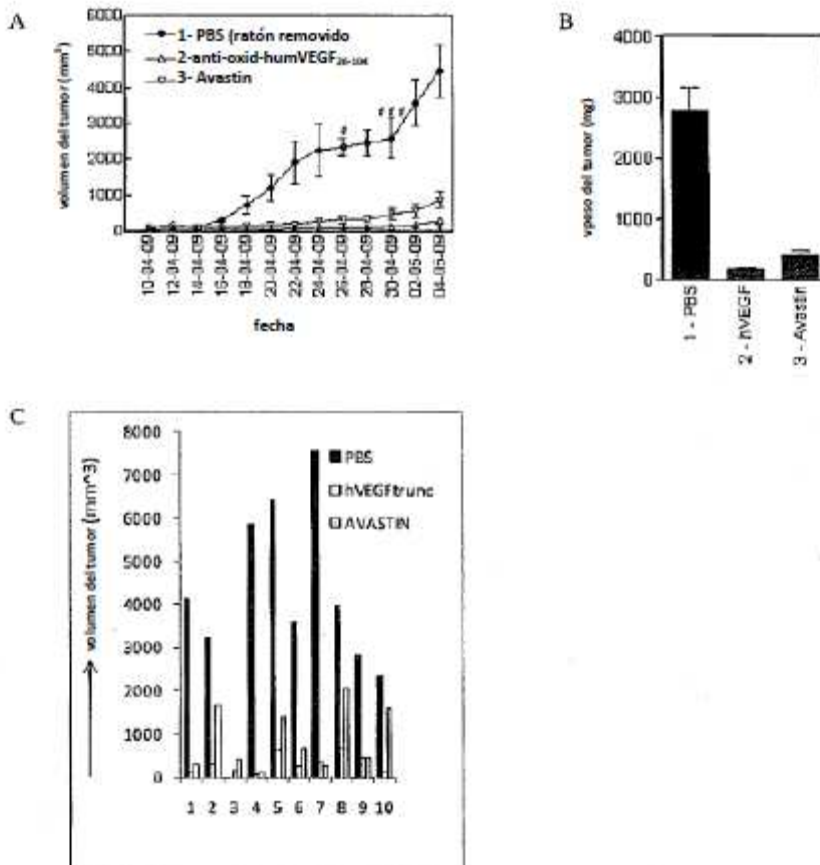 A
volumen del tumor (mm³)
6000
5000
4000
3000
2000
1000
0
1- PBS (ratón removido
2-anti-oxid-humVEGF
3- Avastin
#
###
10-04-09
12-04-09
14-04-09
16-04-09
18-04-09
20-04-09
22-04-09
24-04-09
26-04-09
28-04-09
30-04-09
02-05-09
04-05-09
fecha
B
vpeso del tumor (mg)
4000
3000
2000
1000
0
1 - PBS
2 - hVEGF
3 - Avastin
C
volumen del tumor (mm^3)
8000
7000
6000
5000
4000
3000
2000
1000
0
PBS
hVEGFtrunc
AVASTIN
1 2 3 4 5 6 7 8 9 10